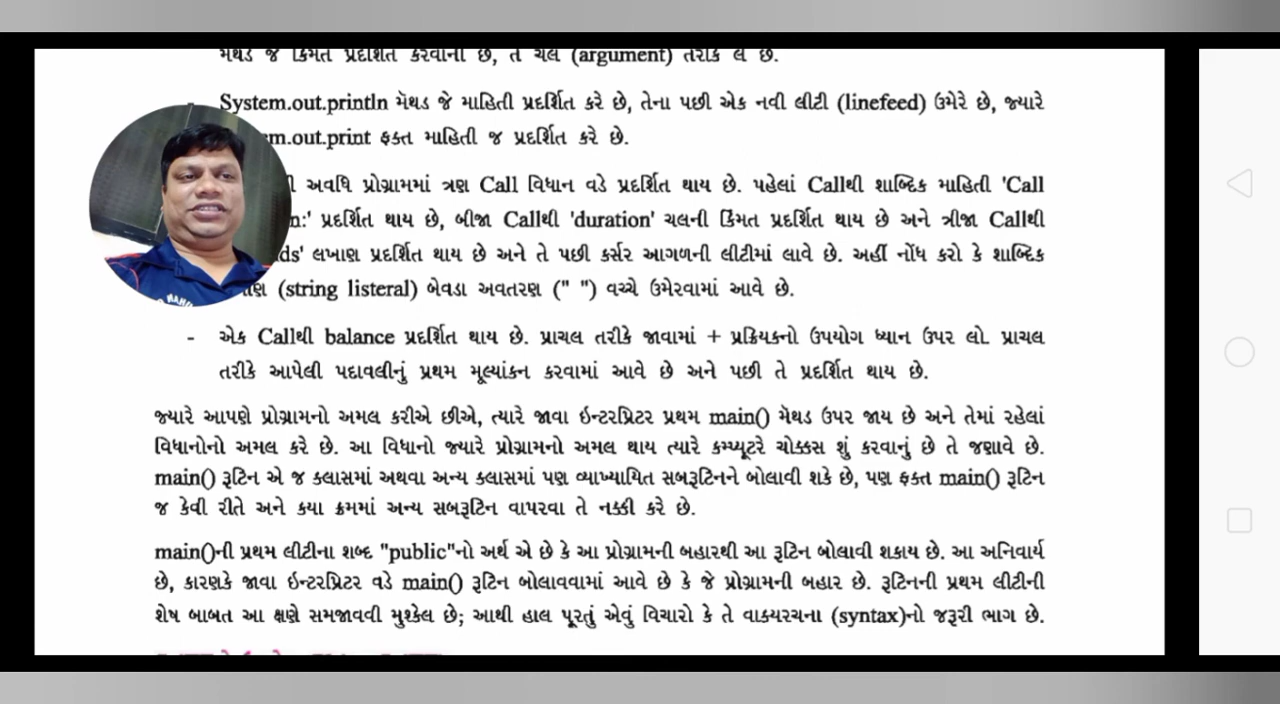 મેથડ જે કિંમત પ્રદર્શિત કરવાની છે, તે ચલ (argument) તરીકે લે છે.
System.out.println મેથડ જે માહિતી પ્રદર્શિત કરે છે, તેના પછી એક નવી લીટી (linefeed) ઉમેરે છે, જ્યારે
m.out.print ફક્ત માહિતી જ પ્રદર્શિત કરે છે.
અવધિ પ્રોગ્રામમાં ત્રણ Call વિધાન વડે પ્રદર્શિત થાય છે. પહેલાં Callથી શાબ્દિક માહિતી 'Call
n:' પ્રદર્શિત થાય છે, બીજા Callથી 'duration' ચલની કિંમત પ્રદર્શિત થાય છે અને ત્રીજા Callથી
ds' લખાણ પ્રદર્શિત થાય છે અને તે પછી કર્સર આગળની લીટીમાં લાવે છે. અહીં નોંધ કરો કે શાબ્દિક
(string listeral) બેવડા અવતરણ (" ") વચ્ચે ઉમેરવામાં આવે છે.
- એક Callથી balance પ્રદર્શિત થાય છે. પ્રાચલ તરીકે જાવામાં + પ્રક્રિયકનો ઉપયોગ ધ્યાન ઉપર લો. પ્રાચલ
તરીકે આપેલી પદાવલીનું પ્રથમ મૂલ્યાંકન કરવામાં આવે છે અને પછી તે પ્રદર્શિત થાય છે.
જ્યારે આપણે પ્રોગ્રામનો અમલ કરીએ છીએ, ત્યારે જાવા ઇન્ટરપ્રિટર પ્રથમ main() મેથડ ઉપર જાય છે અને તેમાં રહેલાં
વિધાનોનો અમલ કરે છે. આ વિધાનો જ્યારે પ્રોગ્રામનો અમલ થાય ત્યારે કમ્પ્યૂટરે ચોક્કસ શું કરવાનું છે તે જણાવે છે.
main() રૂટિન એ જ ક્લાસમાં અથવા અન્ય ક્લાસમાં પણ વ્યાખ્યાયિત સબરૂટિનને બોલાવી શકે છે, પણ ફક્ત main() રૂટિન
જ કેવી રીતે અને કયા ક્રમમાં અન્ય સબરૂટિન વાપરવા તે નક્કી કરે છે.
main()ની પ્રથમ લીટીના શબ્દ "public"નો અર્થ એ છે કે આ પ્રોગ્રામની બહારથી આ રૂટિન બોલાવી શકાય છે. આ અનિવાર્ય
છે, કારણકે જાવા ઇન્ટરપ્રિટર વડે main() રૂટિન બોલાવવામાં આવે છે કે જે પ્રોગ્રામની બહાર છે. રૂટિનની પ્રથમ લીટીની
શેષ બાબત આ ક્ષણે સમજાવવી મુશ્કેલ છે; આથી હાલ પૂરતું એવું વિચારો કે તે વાક્યરચના (syntax)નો જરૂરી ભાગ છે.